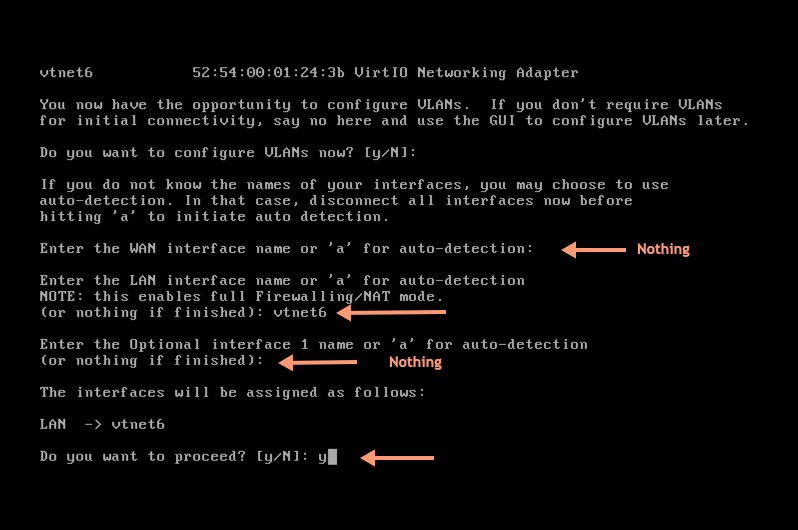 vtnet6 52:54:00:01:24:3b VirtIO Networking Adapter
You now have the opportunity to configure VLANs. If you don't require VLANs
for initial connectivity, say no here and use the GUI to configure VLANs later.
Do you want to configure VLANs now? [y/N]:
If you do not know the names of your interfaces, you may choose to use
auto-detection. In that case, disconnect all interfaces now before
hitting 'a' to initiate auto detection.
Enter the WAN interface name or 'a' for auto-detection: Nothing
Enter the LAN interface name or 'a' for auto-detection
NOTE: this enables full Firewalling/NAT mode.
(or nothing if finished): vtnet6
Enter the Optional interface 1 name or 'a' for auto-detection
(or nothing if finished): Nothing
The interfaces will be assigned as follows:
LAN -> vtnet6
Do you want to proceed? [y/N]: y